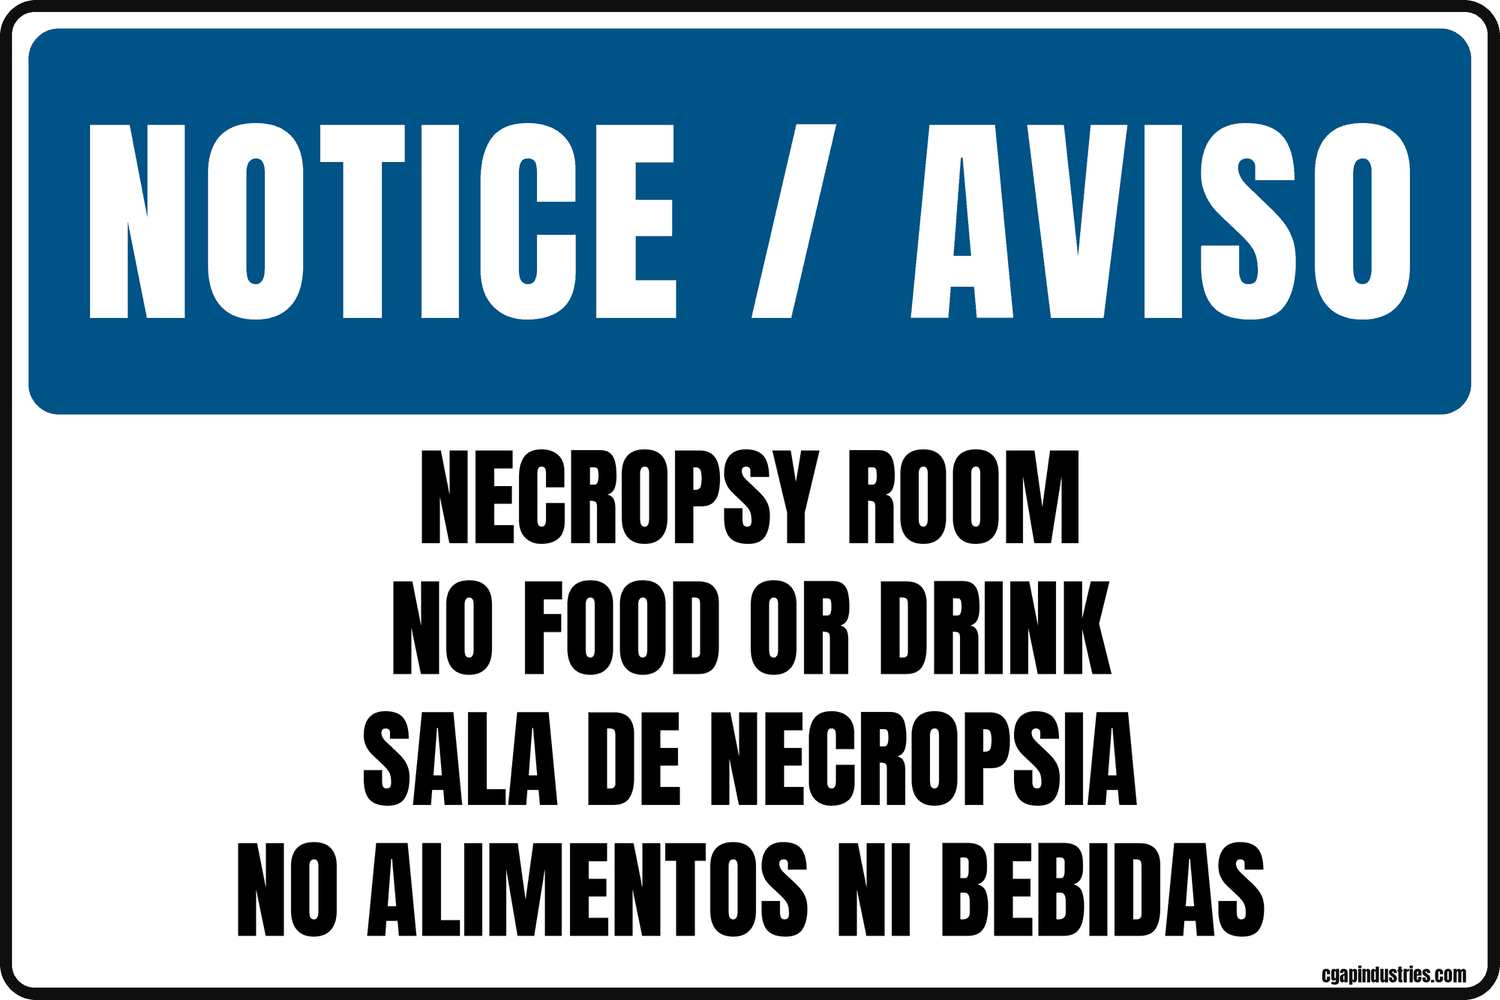 NOTICE / AVISO
NECROPSY ROOM
NO FOOD OR DRINK
SALA DE NECROPSIA
NO ALIMENTOS NI BEBIDAS
cgapindustries.com